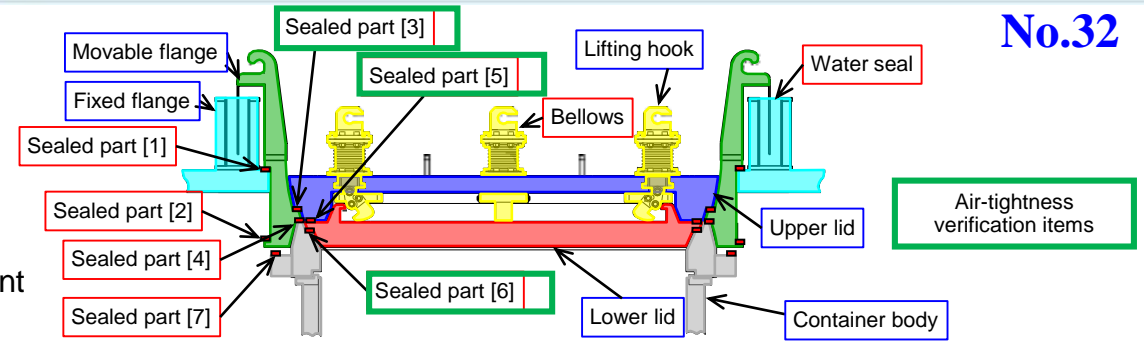 No.32
Sealed part [3]
Movable flange
Lifting hook
Water seal
Sealed part [5]
Fixed flange
Bellows
Sealed part [1]
Air-tightness
verification items
Sealed part [2]
Upper lid
Sealed part [4]
nt
Sealed part [6]
Sealed part [7]
Lower lid
Container body